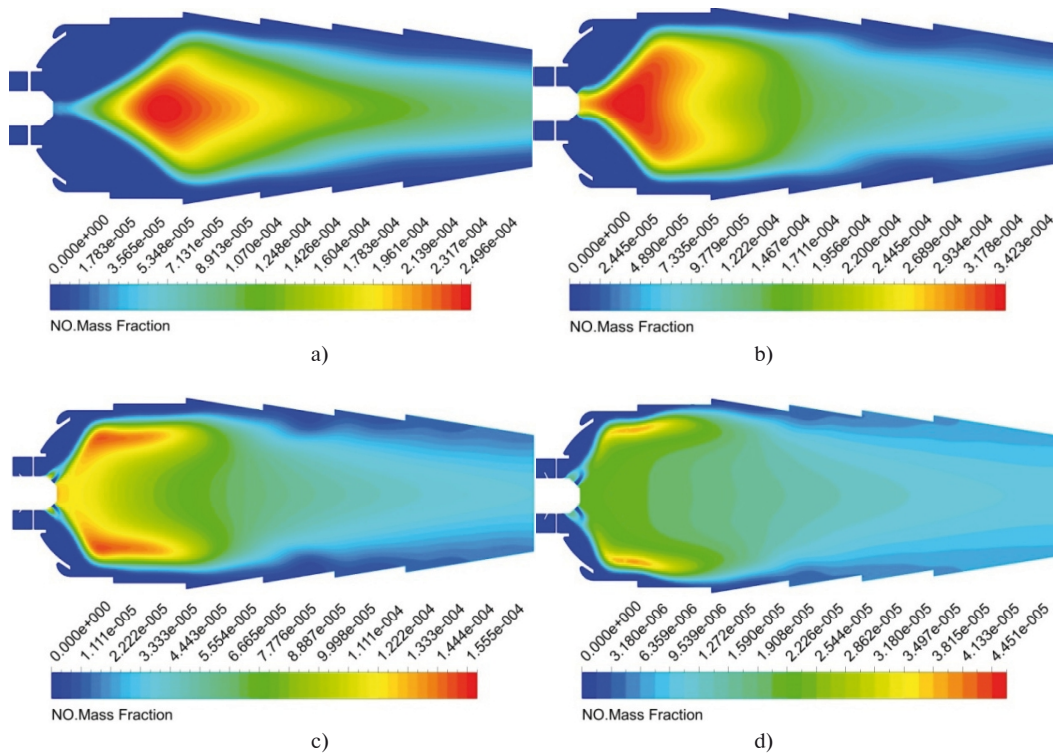 0.000e+000 1.783e-005 3.565e-005 5.348e-005 7.131e-005 8.913e-005 1.070e-004 1.248e-004 1.426e-004 1.604e-004 1.783e-004 1.961e-004 2.139e-004 2.317e-004 2.496e-004
NO.Mass Fraction
a)
0.000e+000 2.445e-005 4.890e-005 7.335e-005 9.779e-005 1.222e-004 1.467e-004 1.711e-004 1.956e-004 2.200e-004 2.445e-004 2.689e-004 2.934e-004 3.178e-004 3.423e-004
NO.Mass Fraction
b)
0.000e+000 1.111e-005 2.222e-005 3.333e-005 4.443e-005 5.554e-005 6.665e-005 7.776e-005 8.887e-005 9.998e-005 1.111e-004 1.222e-004 1.333e-004 1.444e-004 1.555e-004
NO.Mass Fraction
c)
0.000e+000 3.180e-006 6.359e-006 9.539e-006 1.272e-005 1.590e-005 1.908e-005 2.226e-005 2.544e-005 2.862e-005 3.180e-005 3.497e-005 3.815e-005 4.133e-005 4.451e-005
NO.Mass Fraction
d)